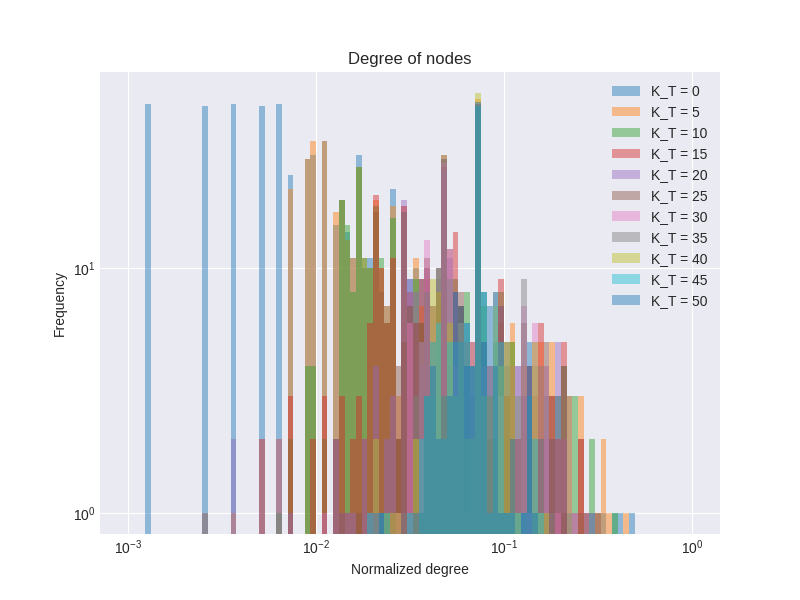 Degree of nodes
K_T = 0
K_T = 5
K_T = 10
K_T = 15
K_T = 20
K_T = 25
K_T = 30
K_T = 35
K_T = 40
K_T = 45
K_T = 50
Frequency
10¹
10⁰
10⁻³ 10⁻² 10⁻¹ 10⁰
Normalized degree